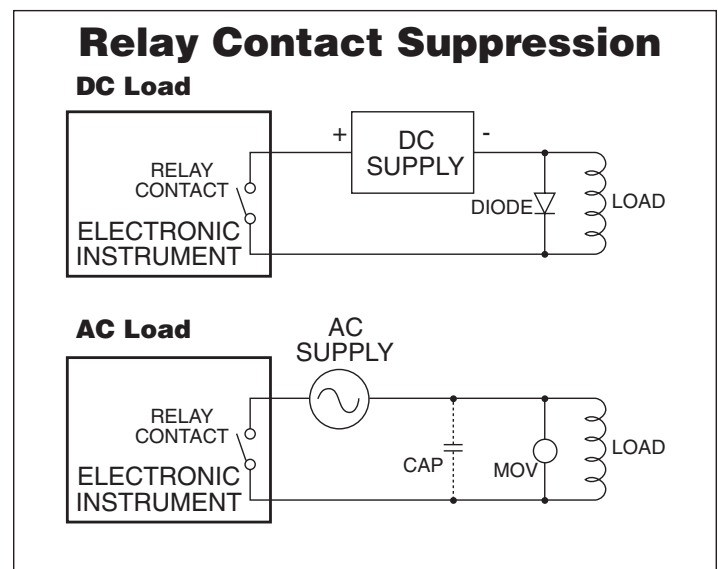 Relay Contact Suppression
DC Load
RELAY
CONTACT
ELECTRONIC
INSTRUMENT
+
DC
SUPPLY
-
DIODE
LOAD
AC Load
AC
SUPPLY
RELAY
CONTACT
ELECTRONIC
INSTRUMENT
CAP
MOV
LOAD